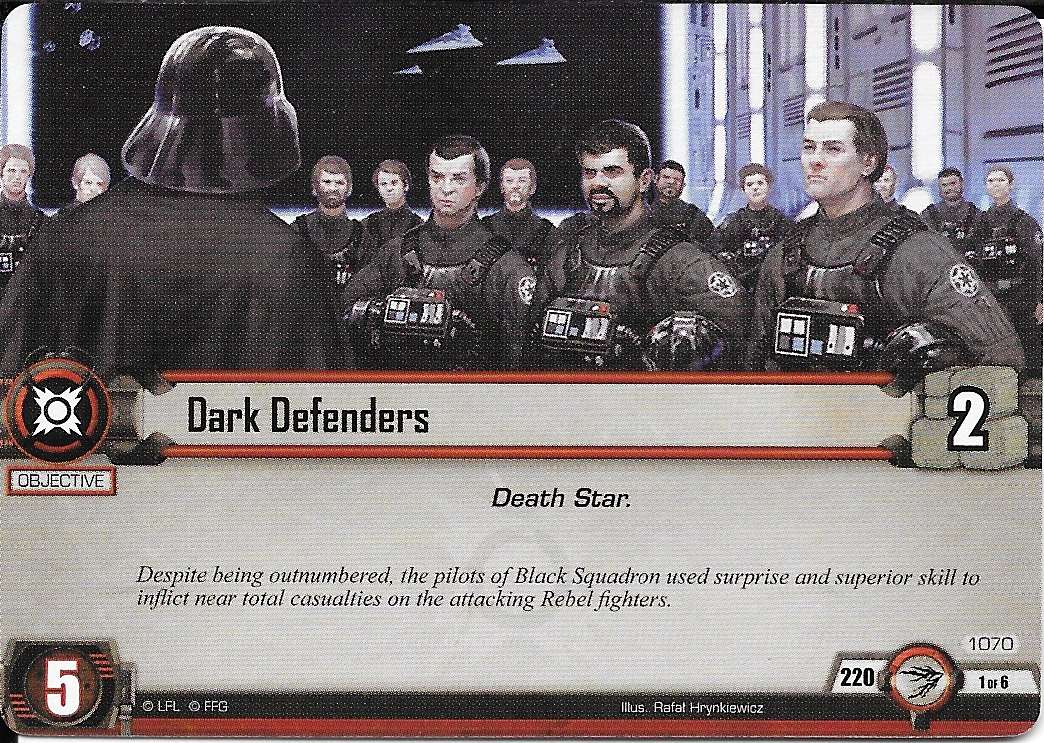 Dark Defenders
2
OBJECTIVE
Death Star.
Despite being outnumbered, the pilots of Black Squadron used surprise and superior skill to
inflict near total casualties on the attacking Rebel fighters.
1070
5
220
1 OF 6
© LFL © FFG
Illus. Rafał Hrynkiewicz